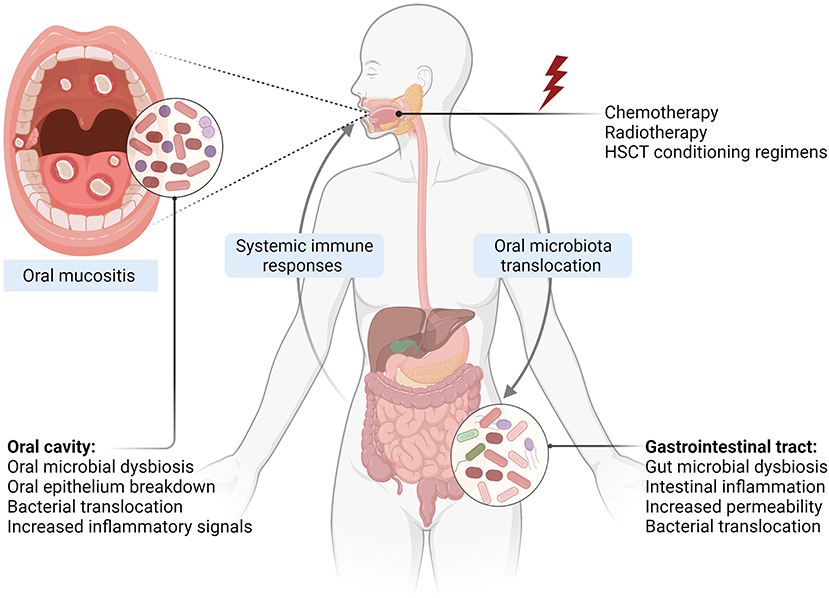 Chemotherapy
Radiotherapy
HSCT conditioning regimens
Systemic immune
responses
Oral microbiota
translocation
Oral mucositis
Oral cavity:
Oral microbial dysbiosis
Oral epithelium breakdown
Bacterial translocation
Increased inflammatory signals
Gastrointestinal tract:
Gut microbial dysbiosis
Intestinal inflammation
Increased permeability
Bacterial translocation